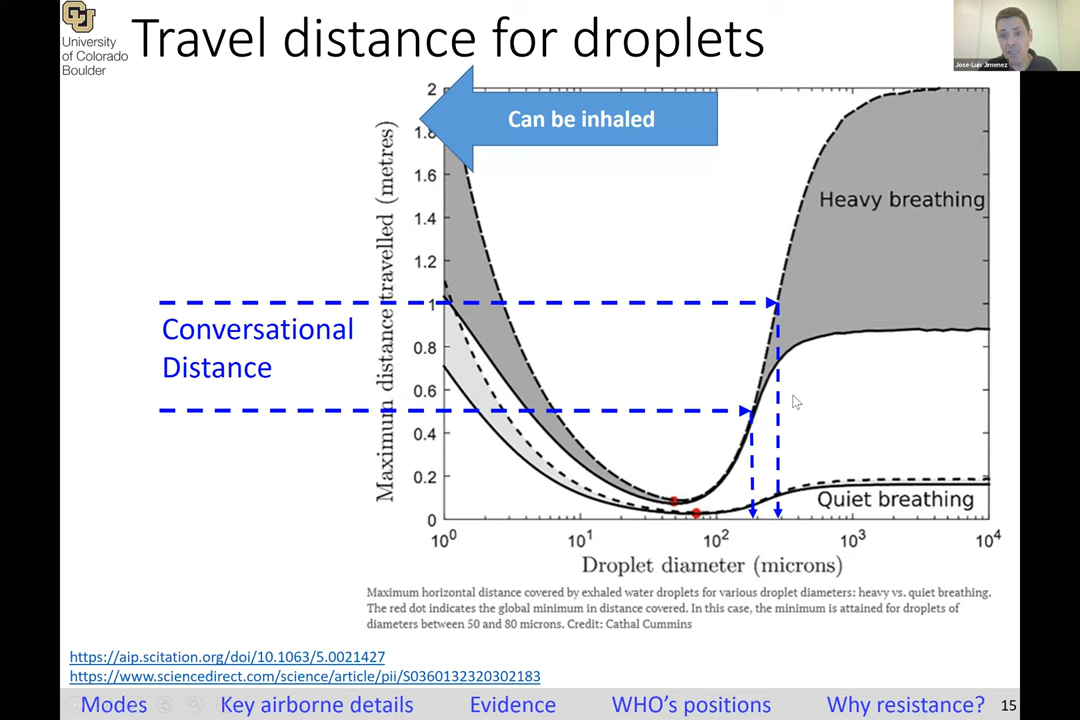 University
of Colorado
Boulder
Travel distance for droplets
Jose-Luis Jimenez
Can be inhaled
Maximum distance travelled (metres)
2
1.8
1.6
1.4
1.2
1
0.8
0.6
0.4
0.2
0
Heavy breathing
Conversational
Distance
Quiet breathing
10⁰ 10¹ 10² 10³ 10⁴
Droplet diameter (microns)
Maximum horizontal distance covered by exhaled water droplets for various droplet diameters: heavy vs. quiet breathing.
The red dot indicates the global minimum in distance covered. In this case, the minimum is attained for droplets of
diameters between 50 and 80 microns. Credit: Cathal Cummins
https://aip.scitation.org/doi/10.1063/5.0021427
https://www.sciencedirect.com/science/article/pii/S0360132320302183
Modes Key airborne details Evidence WHO's positions Why resistance? 15